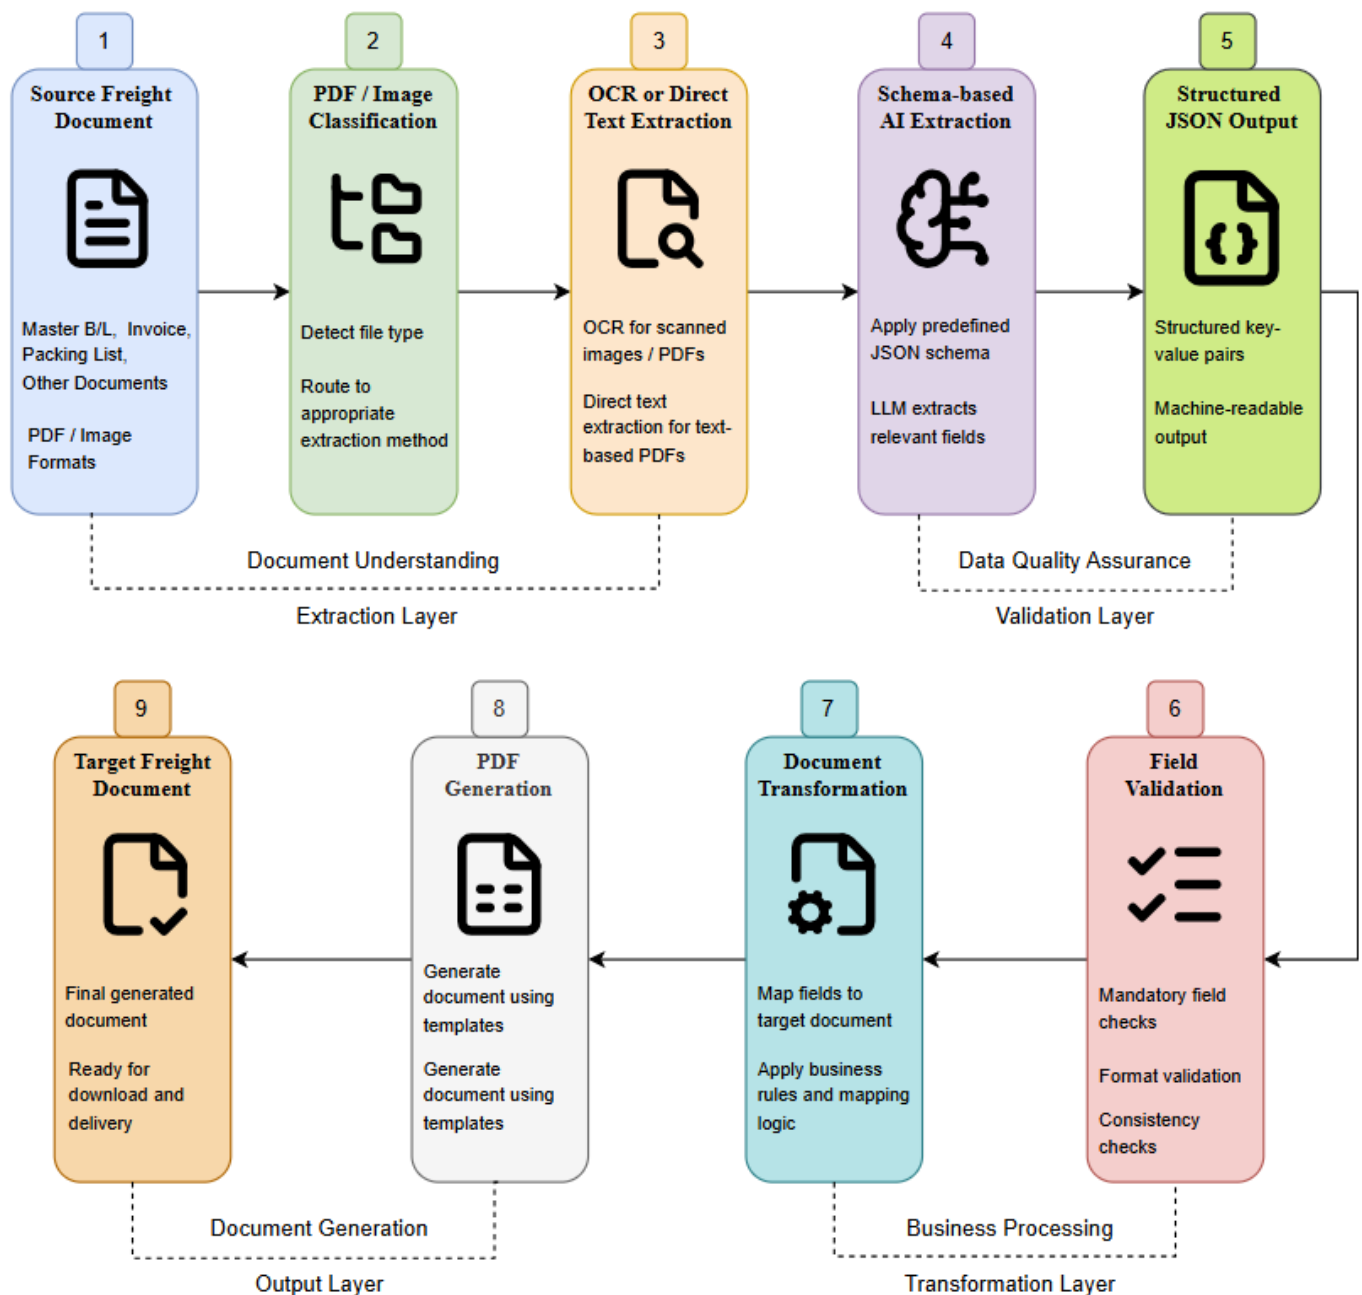 1
Source Freight
Document
Master B/L, Invoice,
Packing List,
Other Documents
PDF / Image
Formats
2
PDF / Image
Classification
Detect file type
Route to
appropriate
extraction method
3
OCR or Direct
Text Extraction
OCR for scanned
images / PDFs
Direct text
extraction for text-
based PDFs
4
Schema-based
AI Extraction
Apply predefined
JSON schema
LLM extracts
relevant fields
5
Structured
JSON Output
{ }
Structured key-
value pairs
Machine-readable
output
Document Understanding
Extraction Layer
Data Quality Assurance
Validation Layer
6
Field
Validation
Mandatory field
checks
Format validation
Consistency
checks
7
Document
Transformation
Map fields to
target document
Apply business
rules and mapping
logic
8
PDF
Generation
Generate
document using
templates
Generate
document using
templates
9
Target Freight
Document
Final generated
document
Ready for
download and
delivery
Business Processing
Transformation Layer
Document Generation
Output Layer